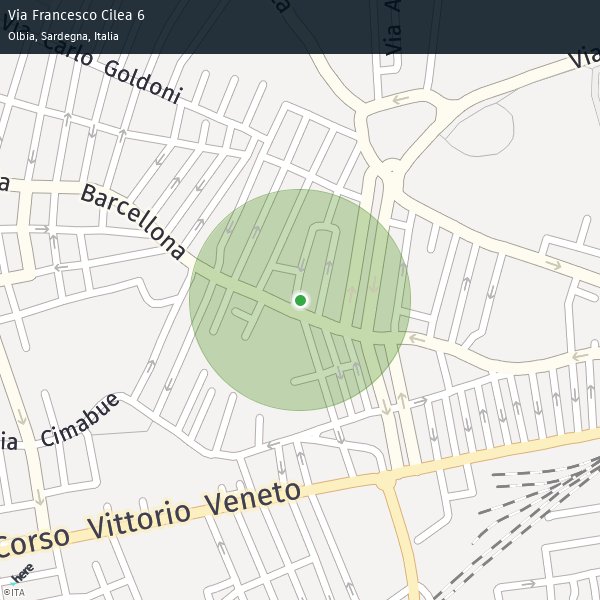 Via Francesco Cilea 6
Olbia, Sardegna, Italia
Via Carlo Goldoni
Via A
Via
Barcellona
a
ia Cimabue
Corso Vittorio Veneto
here
©ITA